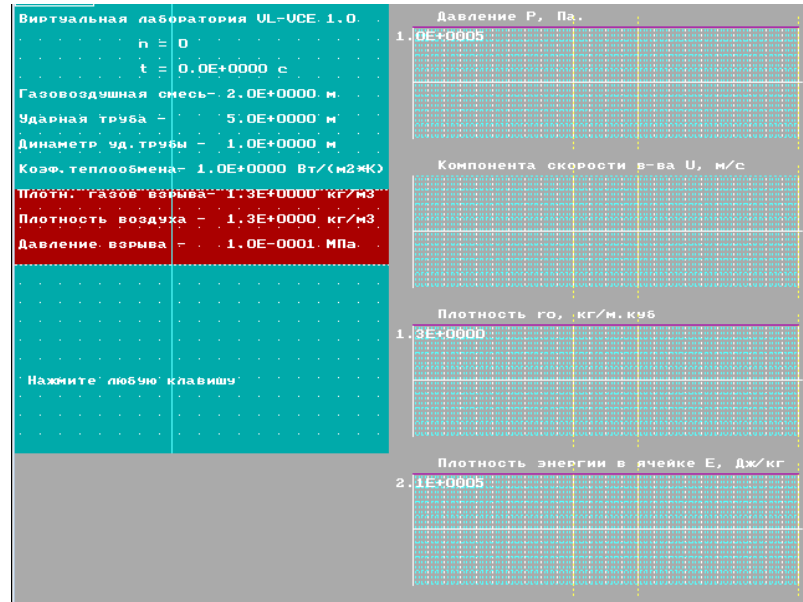 Виртуальная лаборатория VL-VCE 1.0
n = 0
t = 0.0E+0000 с
Газовоздушная смесь- 2.0E+0000 м
Ударная труба - 5.0E+0000 м
Динаметр уд.трубы - 1.0E+0000 м
Коэф.теплообмена- 1.0E+0000 Вт/(м2*К)
Плотн. газов взрыва- 1.3E+0000 кг/м3
Плотность воздуха - 1.3E+0000 кг/м3
Давление взрыва - 1.0E-0001 МПа
Нажмите любую клавишу
Давление P, Па.
1.0E+0005
Компонента скорости в-ва U, м/с
Плотность ro, кг/м.куб
1.3E+0000
Плотность энергии в ячейке E, Дж/кг
2.1E+0005